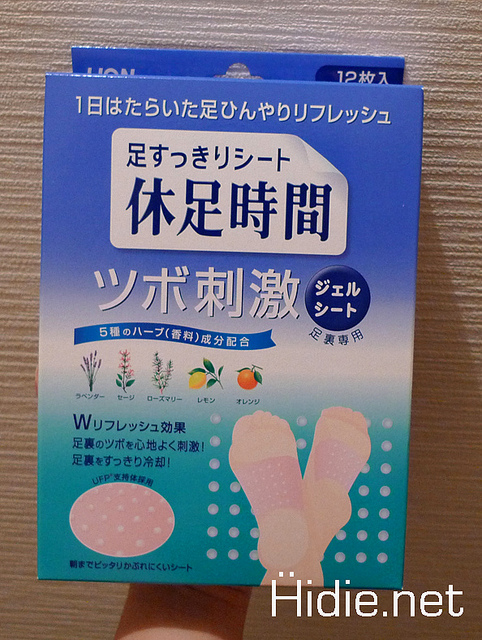 LION
12枚入
1日はたらいた足ひんやりリフレッシュ
足すっきりシート
休足時間
ツボ刺激
ジェル
シート
足裏専用
5種のハーブ(香料)成分配合
ラベンダー
セージ
ローズマリー
レモン
オレンジ
Wリフレッシュ効果
足裏のツボを心地よく刺激!
足裏をすっきり冷却!
UFP*支持体採用
朝までピッタリかぶれにくいシート
Hidie.net